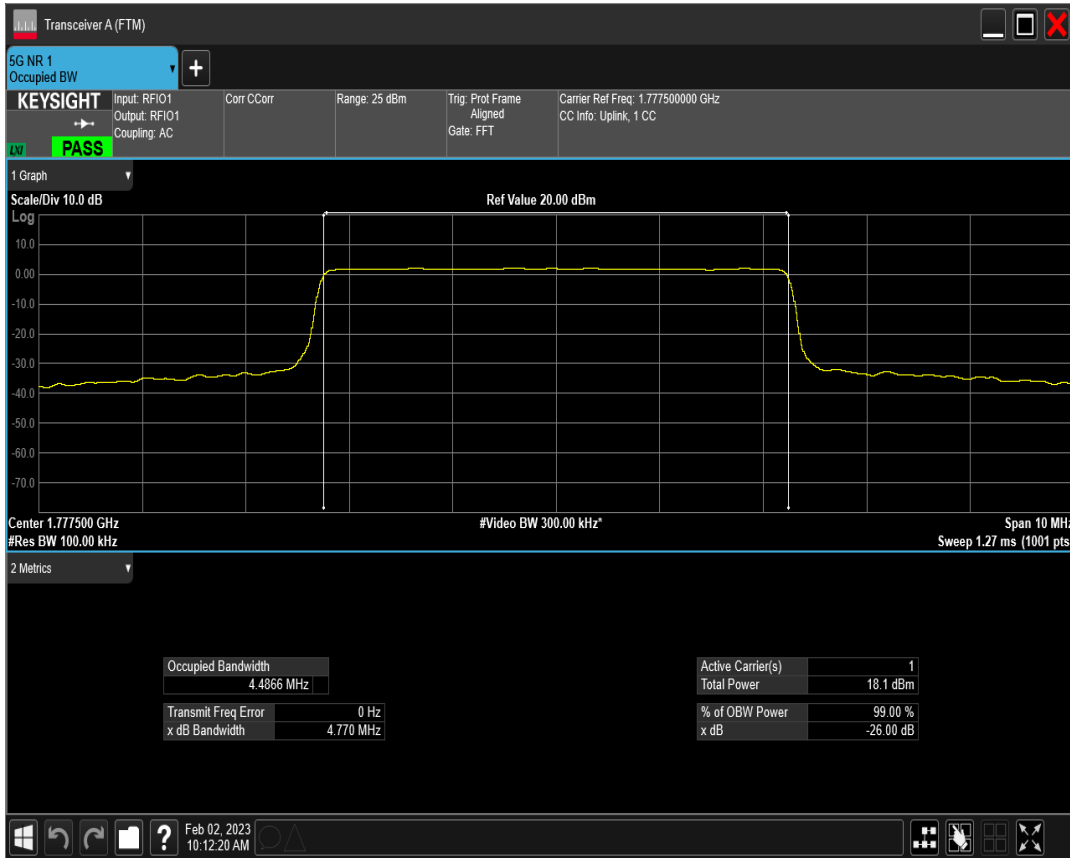 Transceiver A (FTM)
5G NR 1
Occupied BW
+
KEYSIGHT
LXI
PASS
Input: RFIO1
Output: RFIO1
Coupling: AC
Corr CCorr
Range: 25 dBm
Trig: Prot Frame
Aligned
Gate: FFT
Carrier Ref Freq: 1.777500000 GHz
CC Info: Uplink, 1 CC
1 Graph
Scale/Div 10.0 dB
Ref Value 20.00 dBm
Log
10.0
0.00
-10.0
-20.0
-30.0
-40.0
-50.0
-60.0
-70.0
Center 1.777500 GHz
#Video BW 300.00 kHz*
Span 10 MHz
#Res BW 100.00 kHz
Sweep 1.27 ms (1001 pts
2 Metrics
Occupied Bandwidth
4.4866 MHz
Transmit Freq Error 0 Hz
x dB Bandwidth 4.770 MHz
Active Carrier(s) 1
Total Power 18.1 dBm
% of OBW Power 99.00 %
x dB -26.00 dB
?
Feb 02, 2023
10:12:20 AM